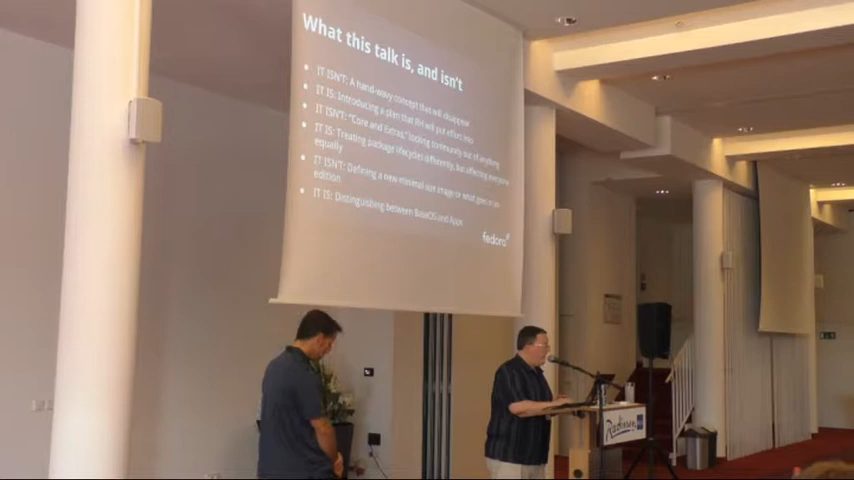 What this talk is, and isn't
• IT ISN'T: A hand-wavy concept that will disappear
• IT IS: Introducing a plan that RH will put effort into
• IT ISN'T: "Core and Extras," locking community out of anything
• IT IS: Treating package lifecycles differently, but affecting everyone
equally
• IT ISN'T: Defining a new minimal-size image or what goes in an
edition
• IT IS: Distinguishing between BaseOS and Apps
fedora
Radisson